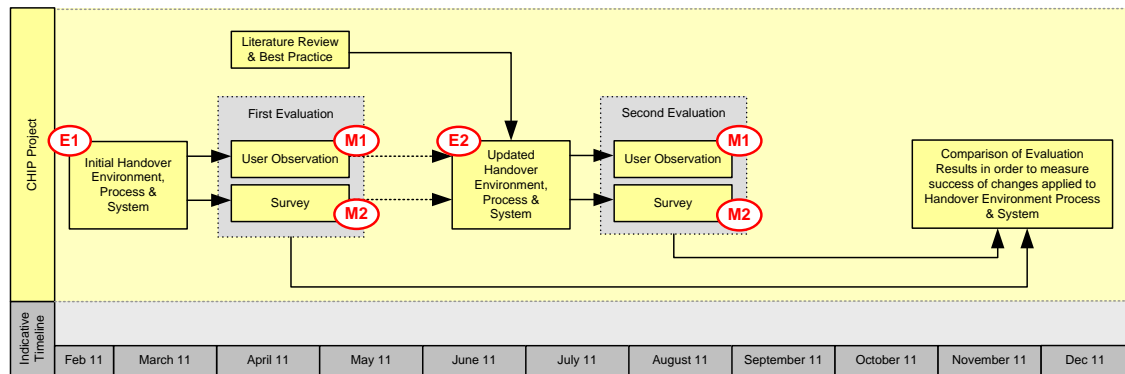 CHIP Project
Literature Review
& Best Practice
First Evaluation
Second Evaluation
E1
Initial Handover
Environment,
Process &
System
M1
User Observation
M2
Survey
E2
Updated
Handover
Environment,
Process &
System
M1
User Observation
M2
Survey
Comparison of Evaluation
Results in order to measure
success of changes applied to
Handover Environment Process
& System
Indicative
Timeline
Feb 11
March 11
April 11
May 11
June 11
July 11
August 11
September 11
October 11
November 11
Dec 11